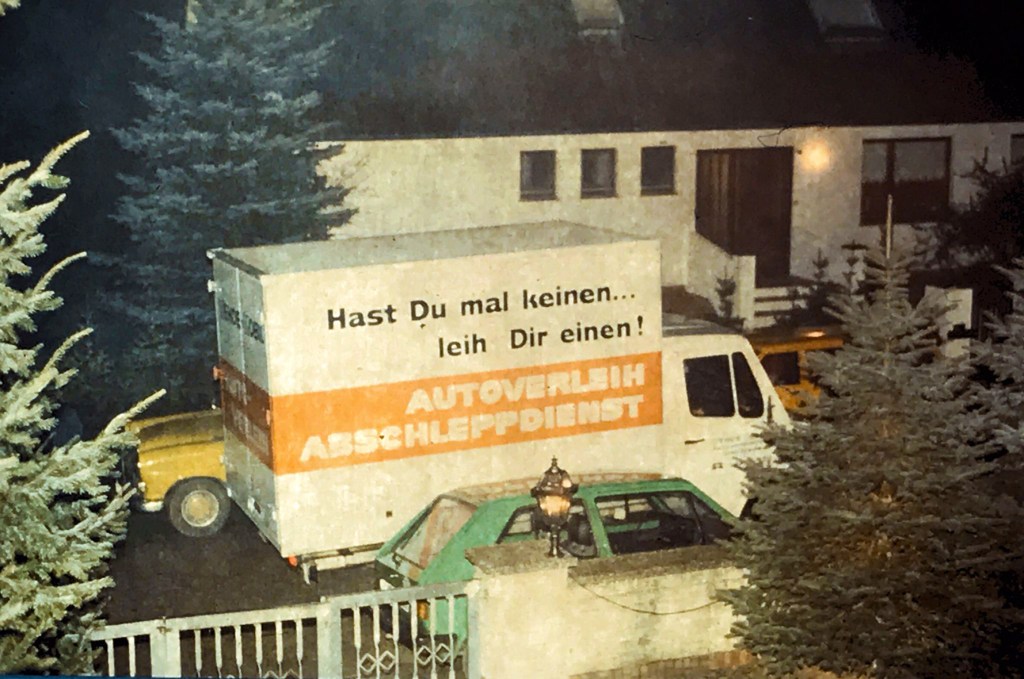 Hast Du mal keinen...
leih Dir einen!
AUTOVERLEIH
ABSCHLEPPDIENST